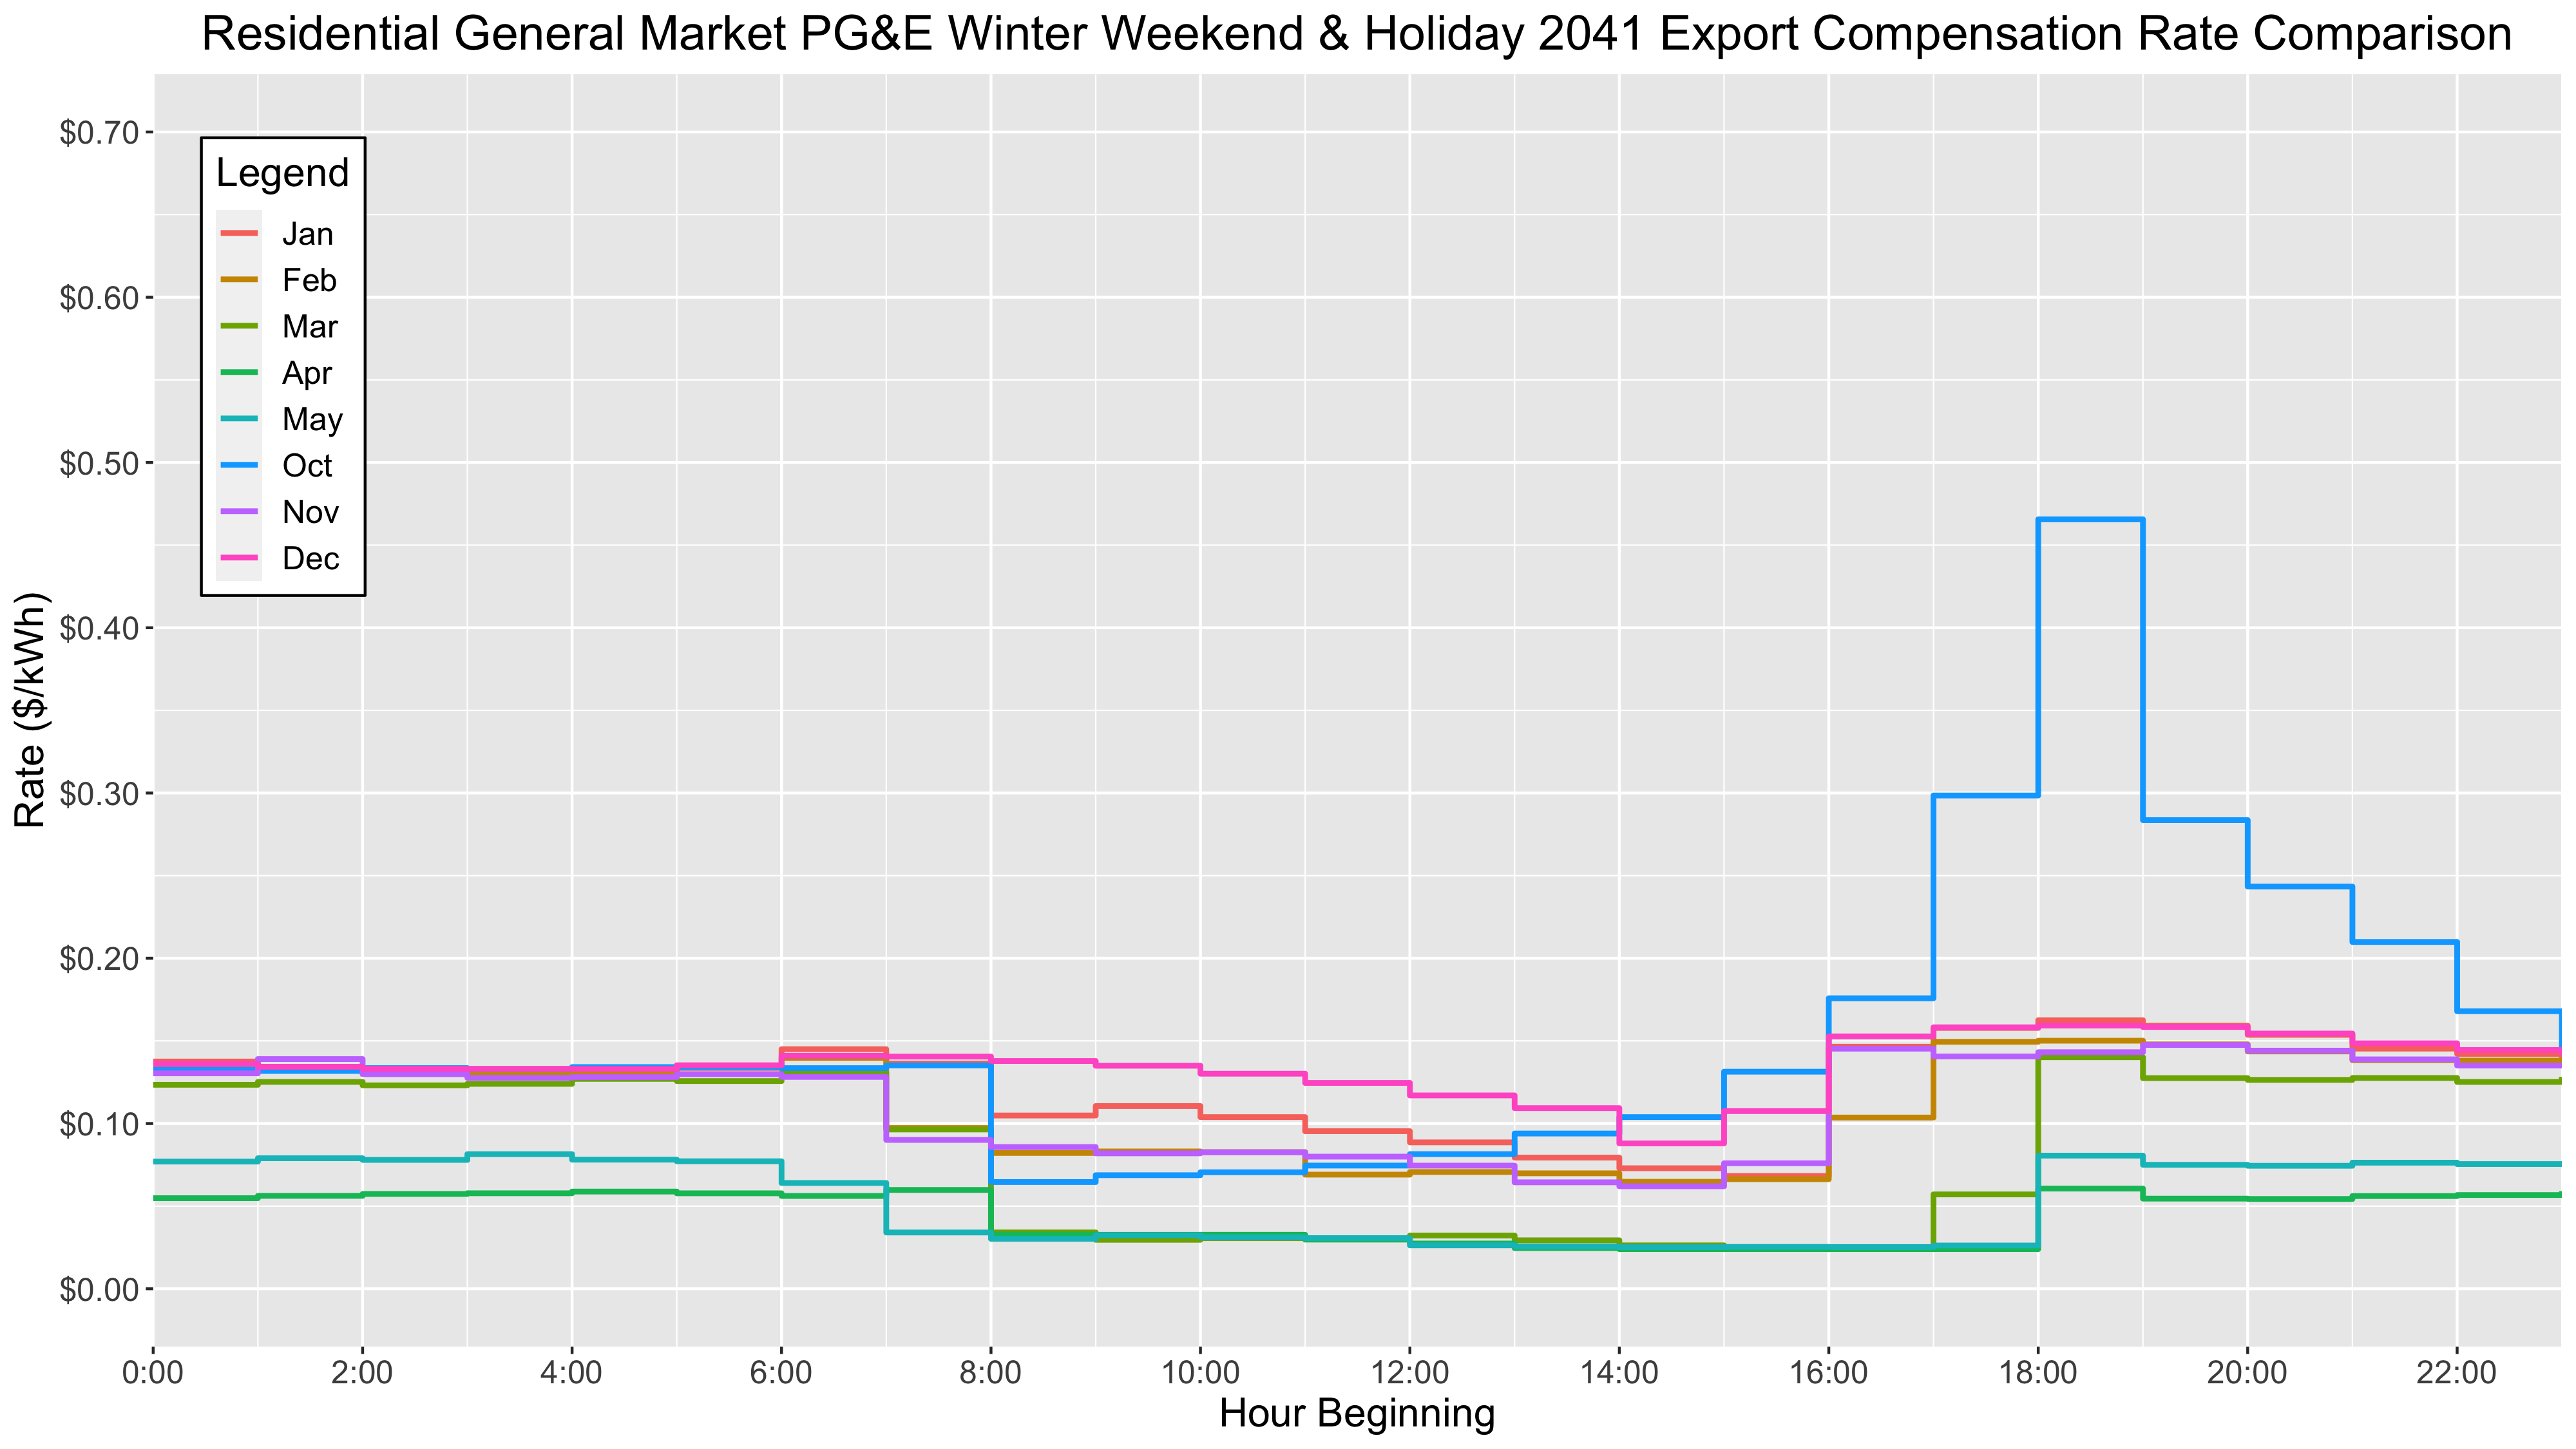 Residential General Market PG&E Winter Weekend & Holiday 2041 Export Compensation Rate Comparison
Rate ($/kWh)
$0.70
$0.60
$0.50
$0.40
$0.30
$0.20
$0.10
$0.00
Legend
Jan
Feb
Mar
Apr
May
Oct
Nov
Dec
0:00 2:00 4:00 6:00 8:00 10:00 12:00 14:00 16:00 18:00 20:00 22:00
Hour Beginning